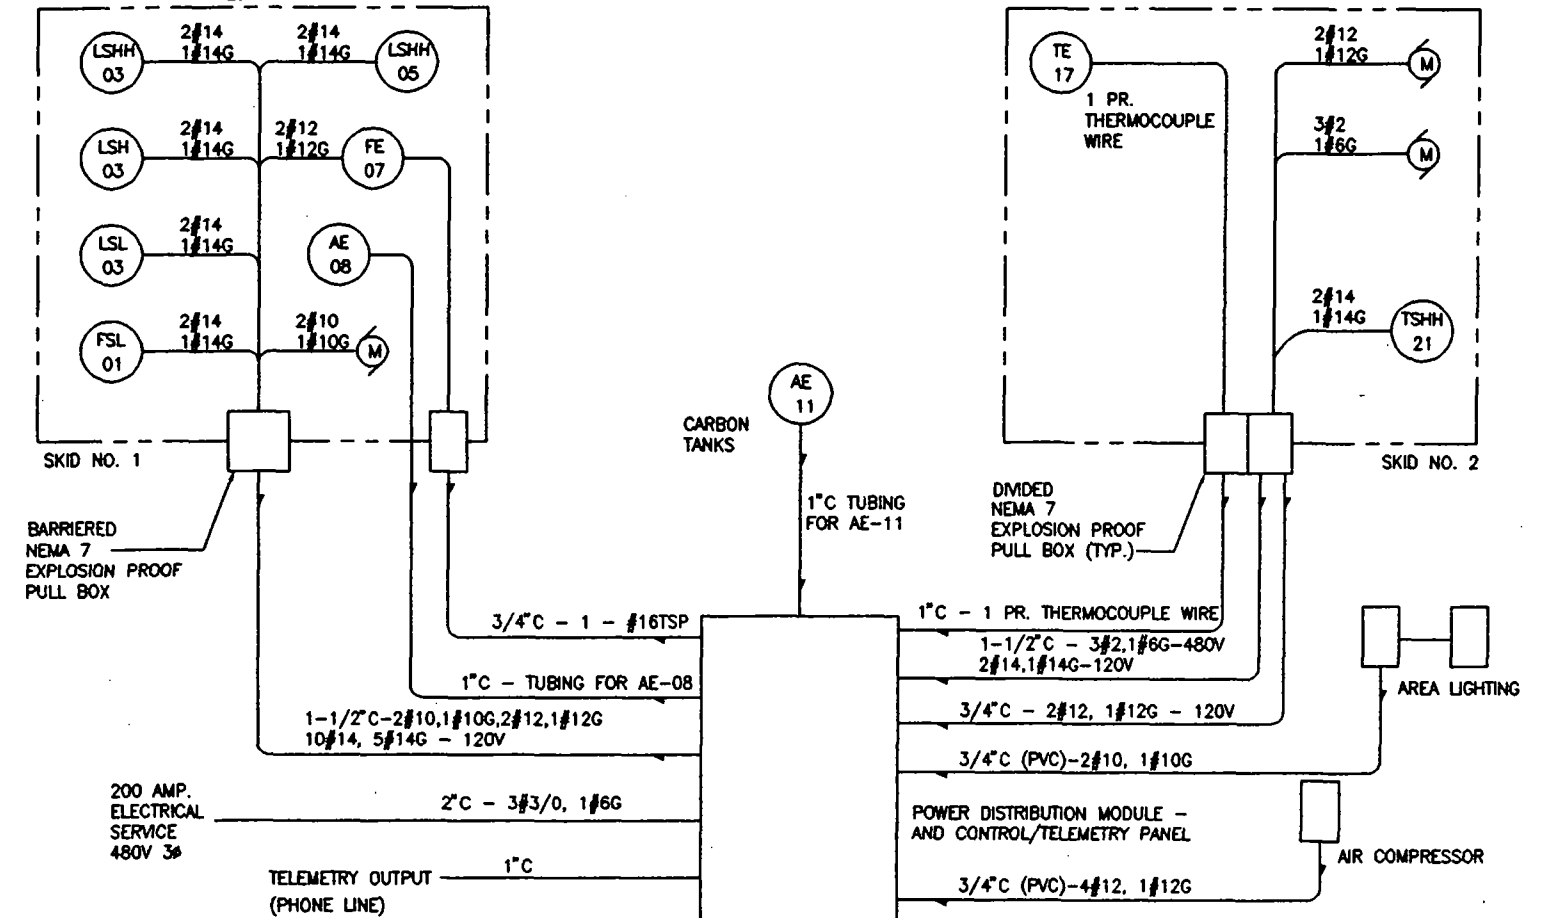 2#14
1#14G
LSHH
03
2#14
1#14G
LSHH
05
2#14
1#14G
LSH
03
2#12
1#12G
FE
07
2#14
1#14G
LSL
03
AE
08
2#14
1#14G
FSL
01
2#10
1#10G
M
SKID NO. 1
BARRIERED
NEMA 7
EXPLOSION PROOF
PULL BOX
TE
17
1 PR.
THERMOCOUPLE
WIRE
2#12
1#12G
M
3#2
1#6G
M
2#14
1#14G
TSHH
21
SKID NO. 2
DIVIDED
NEMA 7
EXPLOSION PROOF
PULL BOX (TYP.)
AE
11
CARBON
TANKS
1"C TUBING
FOR AE-11
3/4"C - 1 - #16TSP
1"C - TUBING FOR AE-08
1-1/2"C-2#10,1#10G,2#12,1#12G
10#14, 5#14G - 120V
200 AMP.
ELECTRICAL
SERVICE
480V 3ø
2"C - 3#3/0, 1#6G
TELEMETRY OUTPUT
(PHONE LINE)
1"C
1"C - 1 PR. THERMOCOUPLE WIRE
1-1/2"C - 3#2,1#6G-480V
2#14,1#14G-120V
3/4"C - 2#12, 1#12G - 120V
3/4"C (PVC)-2#10, 1#10G
AREA LIGHTING
POWER DISTRIBUTION MODULE -
AND CONTROL/TELEMETRY PANEL
AIR COMPRESSOR
3/4"C (PVC)-4#12, 1#12G